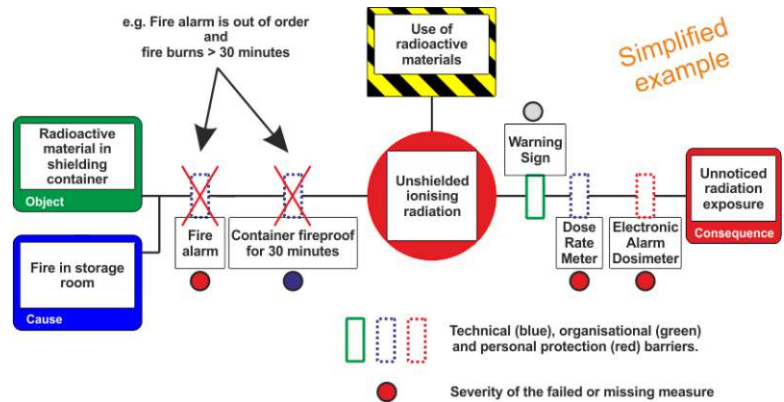 e.g. Fire alarm is out of order
and
fire burns > 30 minutes
Use of
radioactive
materials
Simplified
example
Radioactive
material in
shielding
container
Object
Fire in storage
room
Cause
Fire
alarm
Container fireproof
for 30 minutes
Unshielded
ionising
radiation
Warning
Sign
Dose
Rate
Meter
Electronic
Alarm
Dosimeter
Unnoticed
radiation
exposure
Consequence
Technical (blue), organisational (green)
and personal protection (red) barriers.
Severity of the failed or missing measure